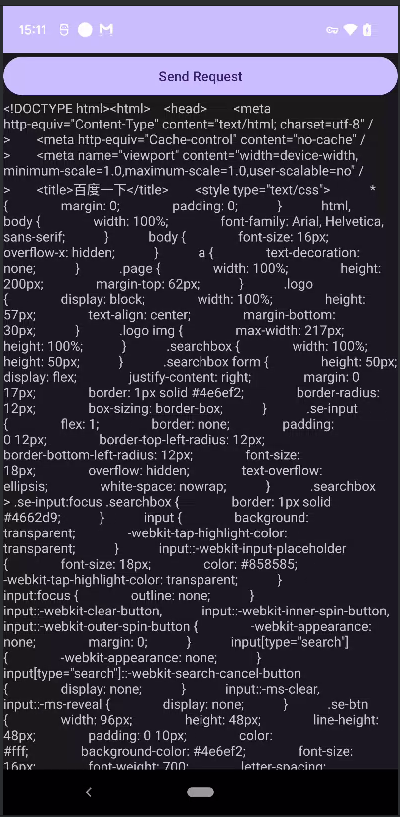 15:11
Send Request
<!DOCTYPE html><html> <head> <meta
http-equiv="Content-Type" content="text/html; charset=utf-8" /
> <meta http-equiv="Cache-control" content="no-cache" /
> <meta name="viewport" content="width=device-width,
minimum-scale=1.0,maximum-scale=1.0,user-scalable=no" /
> <title>百度一下</title> <style type="text/css"> *
{ margin: 0; padding: 0; } html,
body { width: 100%; font-family: Arial, Helvetica,
sans-serif; } body { font-size: 16px;
overflow-x: hidden; } a { text-decoration:
none; } .page { width: 100%; height:
200px; margin-top: 62px; } .logo
{ display: block; width: 100%; height:
57px; text-align: center; margin-bottom:
30px; } .logo img { max-width: 217px;
height: 100%; } .searchbox { width: 100%;
height: 50px; } .searchbox form { height: 50px;
display: flex; justify-content: right; margin: 0
17px; border: 1px solid #4e6ef2; border-radius:
12px; box-sizing: border-box; } .se-input
{ flex: 1; border: none; padding:
0 12px; border-top-left-radius: 12px;
border-bottom-left-radius: 12px; font-size:
18px; overflow: hidden; text-overflow:
ellipsis; white-space: nowrap; } .searchbox
> .se-input:focus .searchbox { border: 1px solid
#4662d9; } input { background:
transparent; -webkit-tap-highlight-color:
transparent; } input::-webkit-input-placeholder
{ font-size: 18px; color: #858585;
-webkit-tap-highlight-color: transparent; }
input:focus { outline: none; }
input::-webkit-clear-button, input::-webkit-inner-spin-button,
input::-webkit-outer-spin-button { -webkit-appearance:
none; margin: 0; } input[type="search"]
{ -webkit-appearance: none; }
input[type="search"]::-webkit-search-cancel-button
{ display: none; } input::-ms-clear,
input::-ms-reveal { display: none; } .se-btn
{ width: 96px; height: 48px; line-height:
48px; padding: 0 10px; color:
#fff; background-color: #4e6ef2; font-size:
16px; font-weight: 700; letter-spacing: